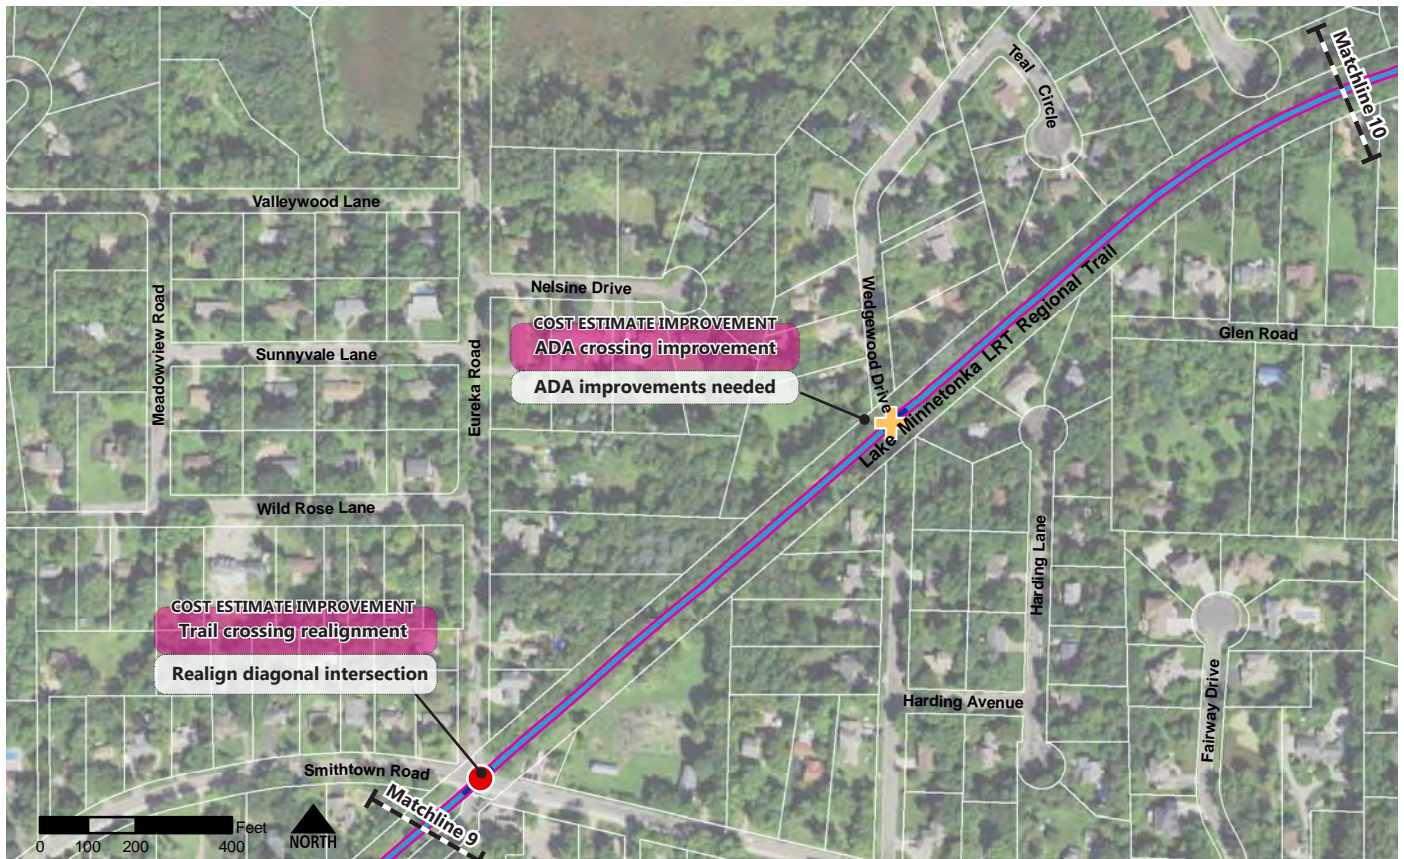 Teal
Circle
Matchline 10
Valleywood Lane
Nelsine Drive
Wedgewood Drive
Lake Minnetonka LRT Regional Trail
Glen Road
Meadowview Road
Sunnyvale Lane
Eureka Road
COST ESTIMATE IMPROVEMENT
ADA crossing improvement
ADA improvements needed
Wild Rose Lane
Harding Lane
COST ESTIMATE IMPROVEMENT
Trail crossing realignment
Realign diagonal intersection
Harding Avenue
Fairway Drive
Smithtown Road
Matchline 9
Feet
0 100 200 400
NORTH